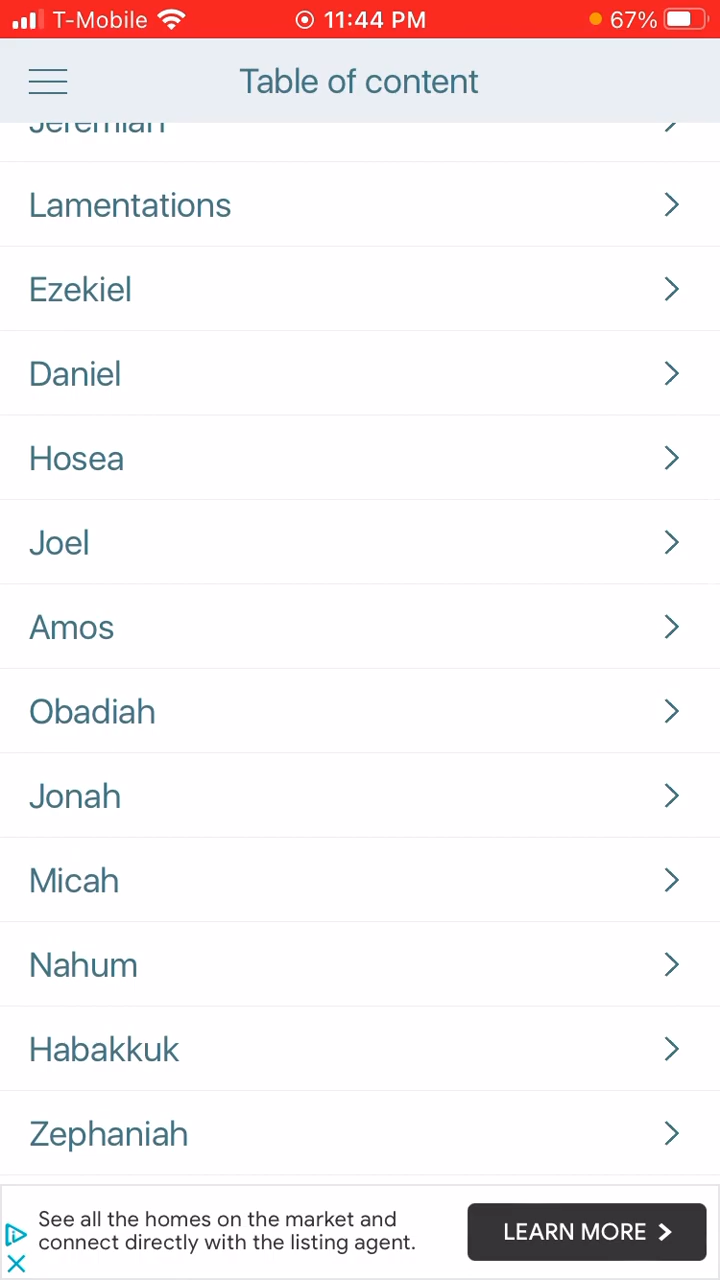 T-Mobile 11:44 PM 67%
Table of content
Jeremiah
Lamentations
Ezekiel
Daniel
Hosea
Joel
Amos
Obadiah
Jonah
Micah
Nahum
Habakkuk
Zephaniah
See all the homes on the market and
connect directly with the listing agent.
LEARN MORE